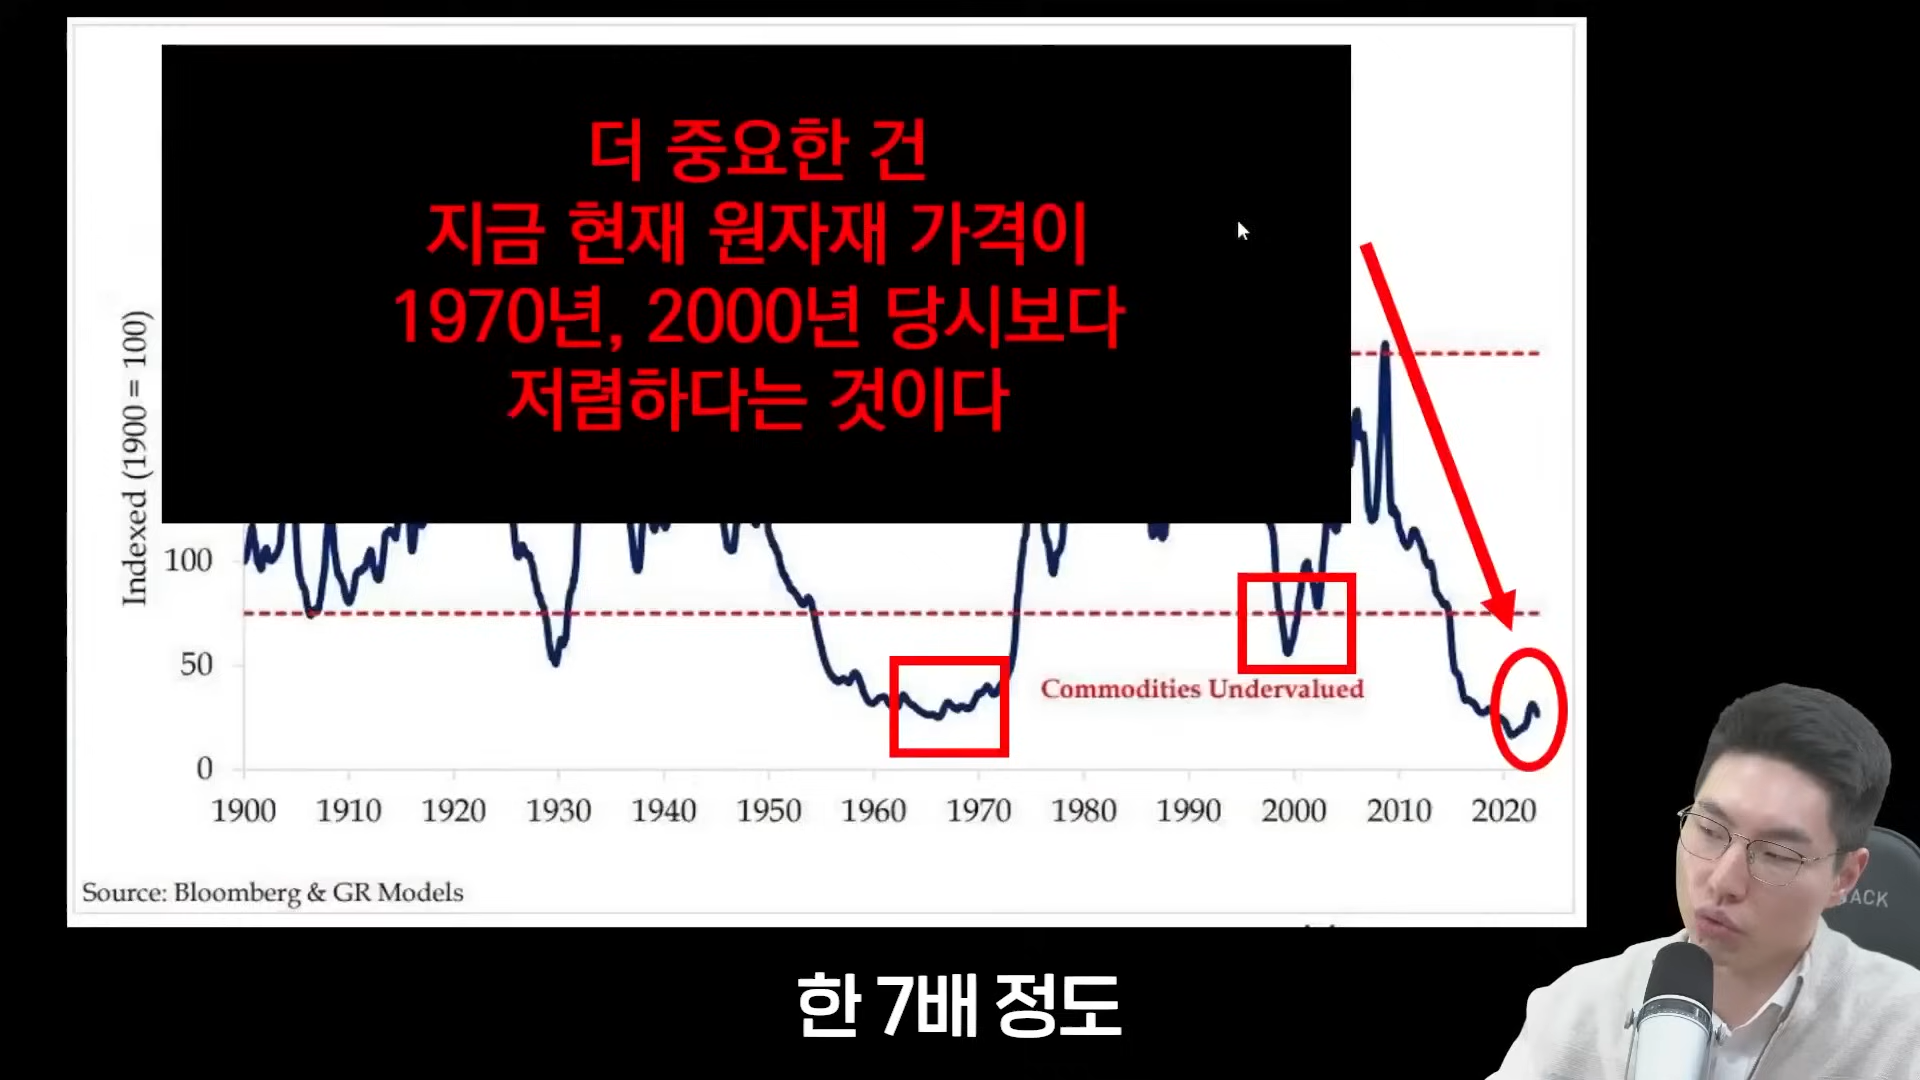 더 중요한 건
지금 현재 원자재 가격이
1970년, 2000년 당시보다
저렴하다는 것이다
Indexed (1900 = 100)
100
50
0
Commodities Undervalued
1900 1910 1920 1930 1940 1950 1960 1970 1980 1990 2000 2010 2020
Source: Bloomberg & GR Models
한 7배 정도